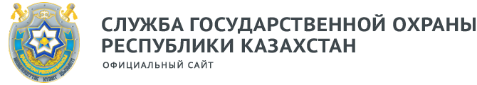 СЛУЖБА ГОСУДАРСТВЕННОЙ ОХРАНЫ
РЕСПУБЛИКИ КАЗАХСТАН
ОФИЦИАЛЬНЫЙ САЙТ